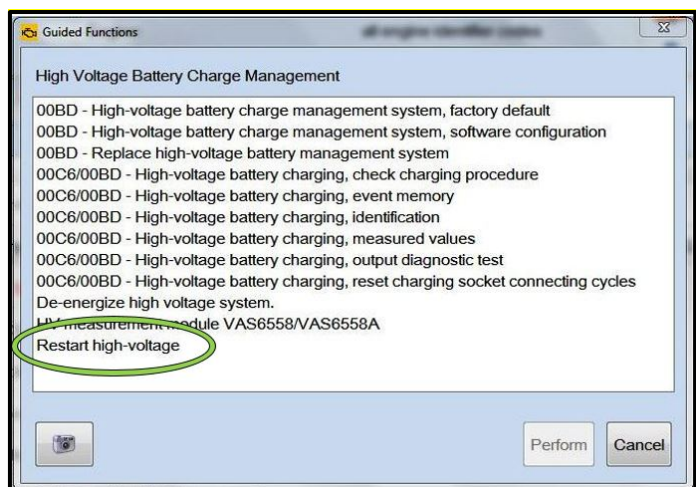 Guided Functions
all engine identifier codes
High Voltage Battery Charge Management
00BD - High-voltage battery charge management system, factory default
00BD - High-voltage battery charge management system, software configuration
00BD - Replace high-voltage battery management system
00C6/00BD - High-voltage battery charging, check charging procedure
00C6/00BD - High-voltage battery charging, event memory
00C6/00BD - High-voltage battery charging, identification
00C6/00BD - High-voltage battery charging, measured values
00C6/00BD - High-voltage battery charging, output diagnostic test
00C6/00BD - High-voltage battery charging, reset charging socket connecting cycles
De-energize high voltage system.
HV measurement module VAS6558/VAS6558A
Restart high-voltage
Perform
Cancel